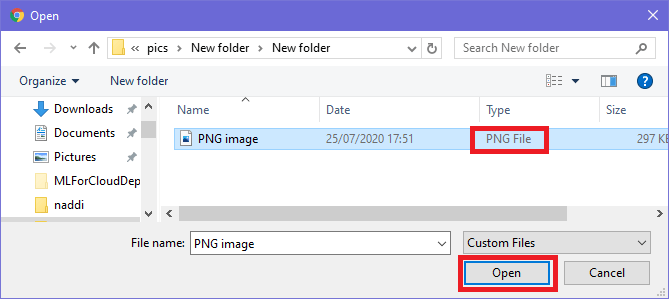 Open
« pics > New folder > New folder
Search New folder
Organize New folder
Name Date Type Size
Downloads
PNG image 25/07/2020 17:51 PNG File 297 KB
Documents
Pictures
MLForCloudDep
naddi
File name: PNG image Custom Files
Open Cancel